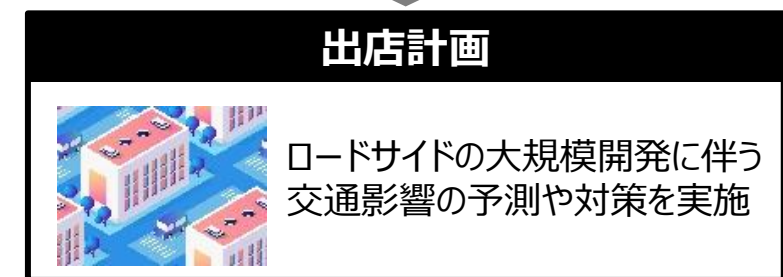 出店計画
ロードサイドの大規模開発に伴う
交通影響の予測や対策を実施